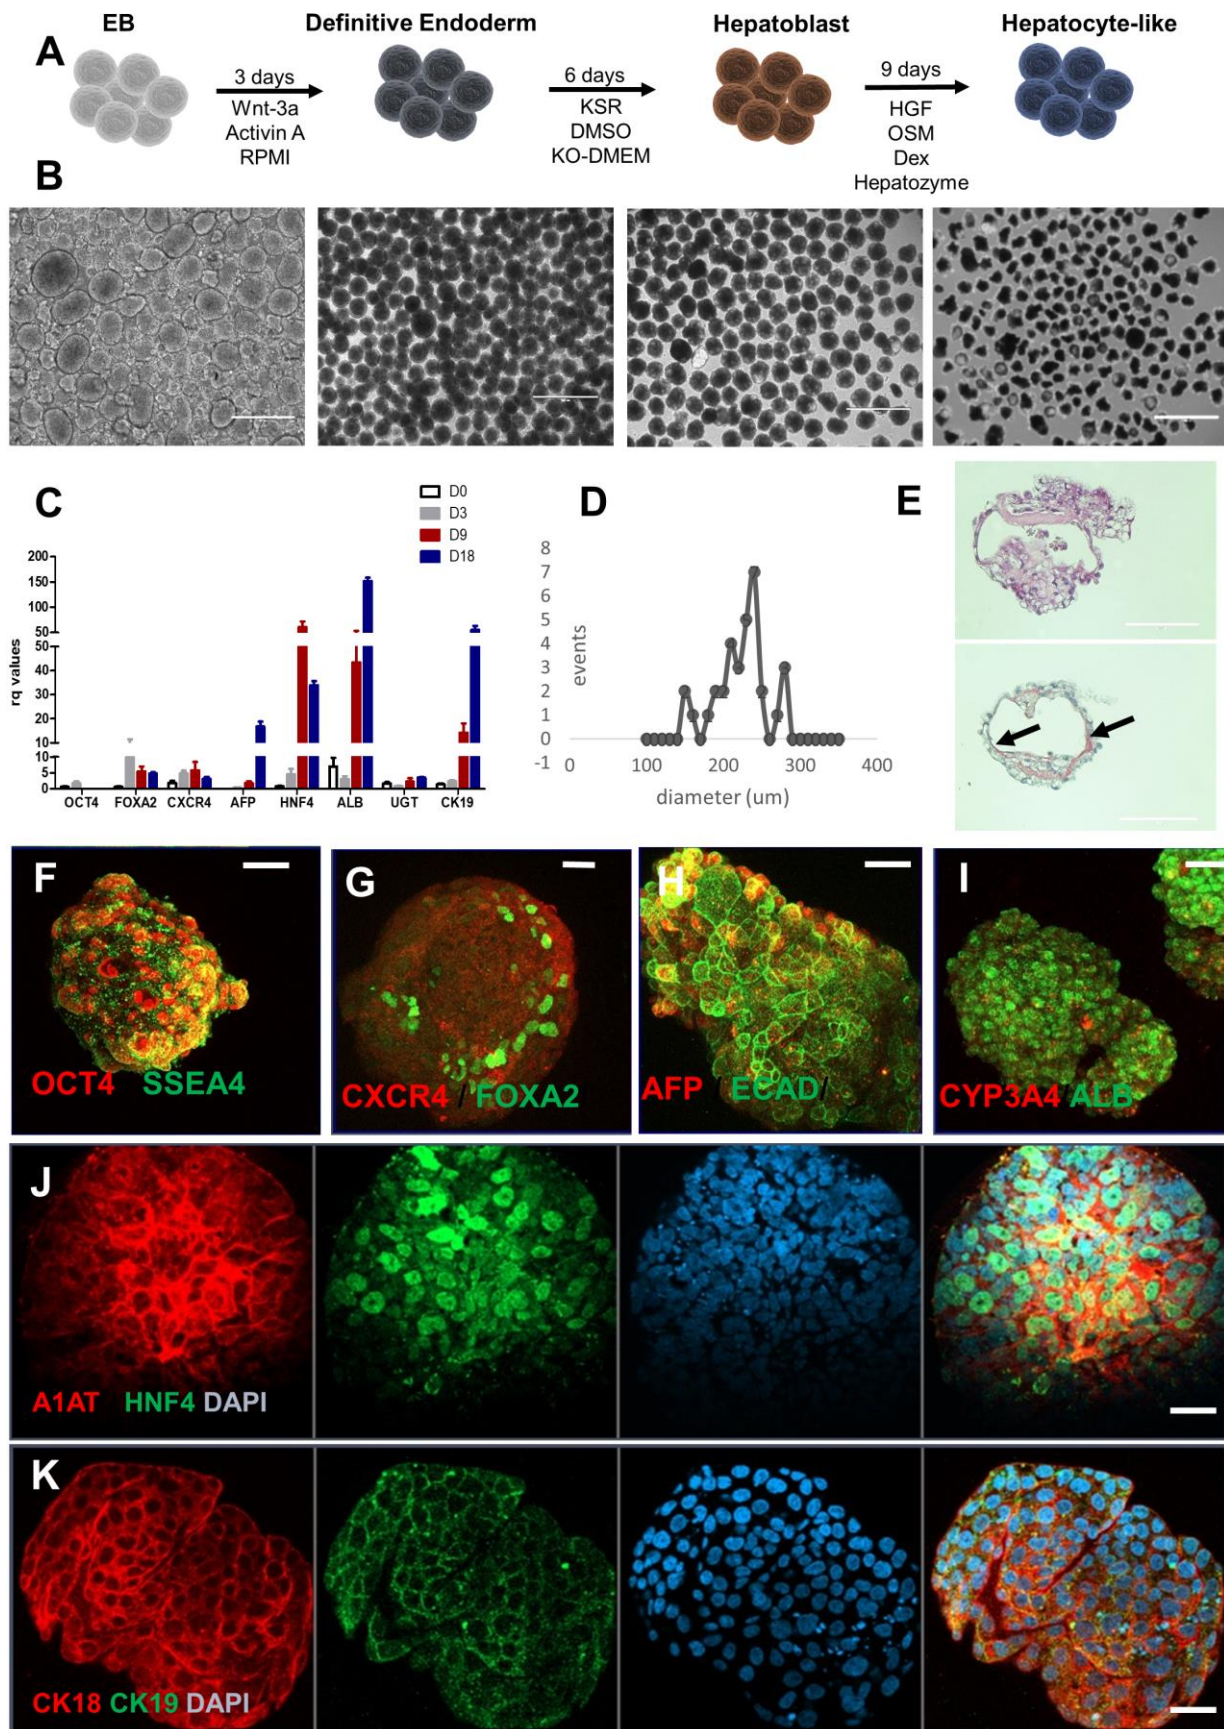 A
EB
Definitive Endoderm
Hepatoblast
Hepatocyte-like
3 days
Wnt-3a
Activin A
RPMI
6 days
KSR
DMSO
KO-DMEM
9 days
HGF
OSM
Dex
Hepatozyme
B
C
D0
D3
D9
D18
rq values
200
150
100
50
50
40
30
20
10
10
5
0
OCT4 FOXA2 CXCR4 AFP HNF4 ALB UGT CK19
D
events
8
7
6
5
4
3
2
1
0
-1
0 100 200 300 400
diameter (um)
E
F
OCT4 SSEA4
G
CXCR4 / FOXA2
H
AFP / ECAD/
I
CYP3A4/ALB
J
A1AT HNF4 DAPI
K
CK18 CK19 DAPI